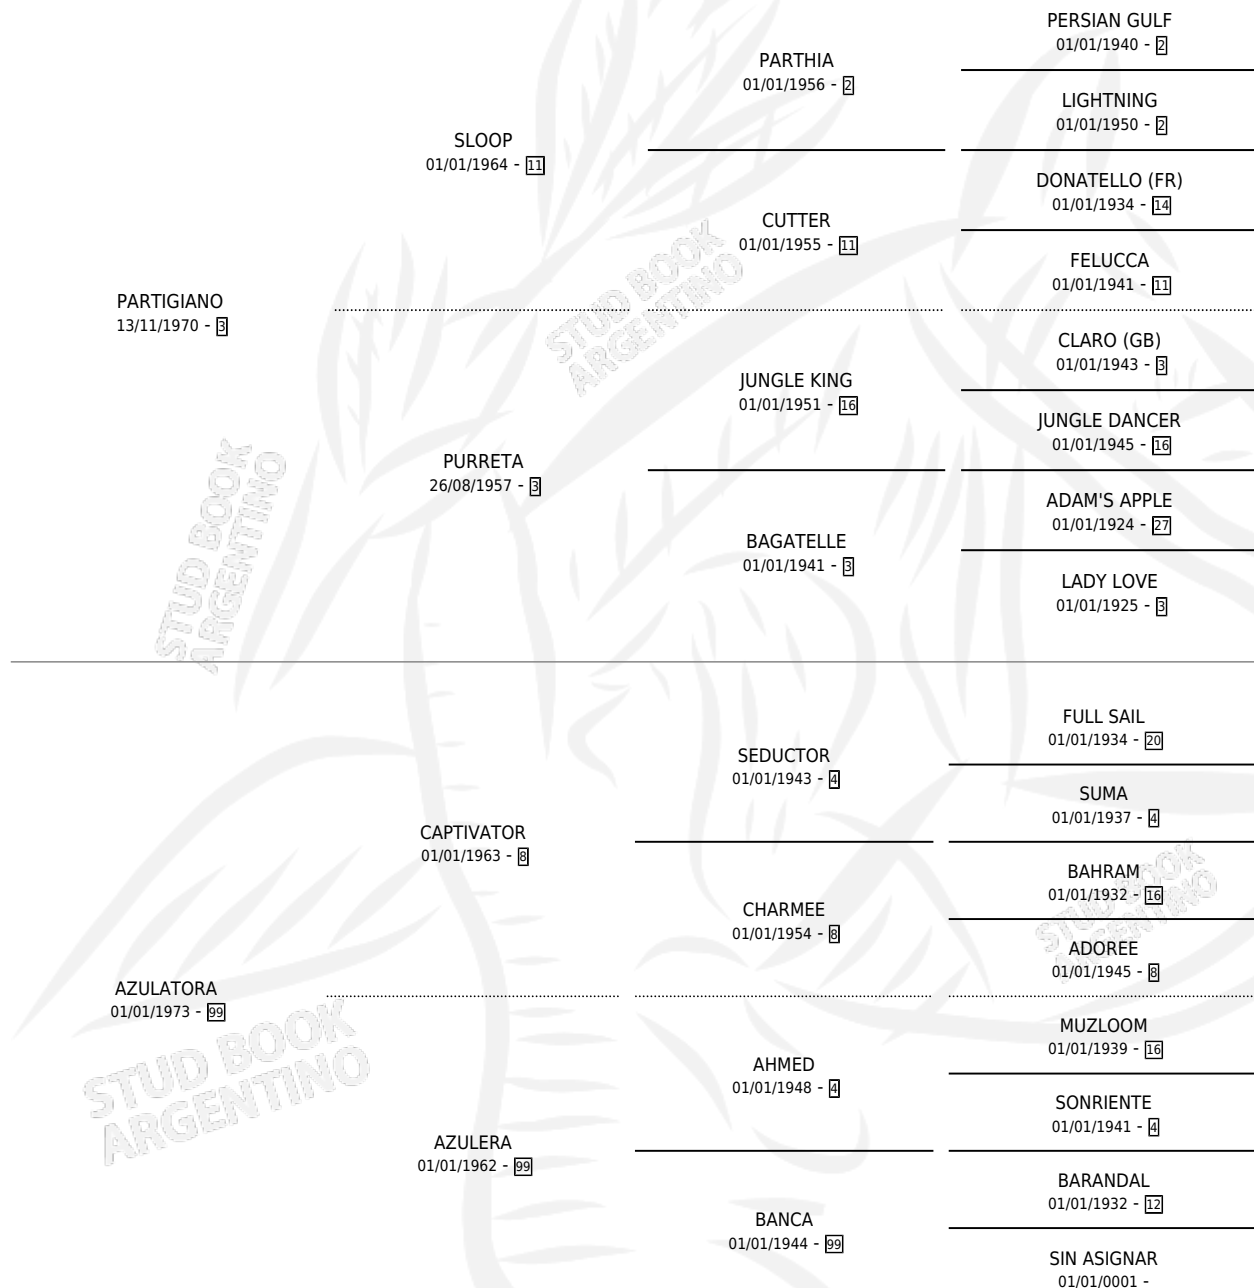 PARTIGIANO
13/11/1970 - 3
SLOOP
01/01/1964 - 11
PARTHIA
01/01/1956 - 2
PERSIAN GULF
01/01/1940 - 2
LIGHTNING
01/01/1950 - 2
CUTTER
01/01/1955 - 11
DONATELLO (FR)
01/01/1934 - 14
FELUCCA
01/01/1941 - 11
PURRETA
26/08/1957 - 3
JUNGLE KING
01/01/1951 - 16
CLARO (GB)
01/01/1943 - 3
JUNGLE DANCER
01/01/1945 - 16
BAGATELLE
01/01/1941 - 3
ADAM'S APPLE
01/01/1924 - 27
LADY LOVE
01/01/1925 - 3
AZULATORA
01/01/1973 - 99
CAPTIVATOR
01/01/1963 - 8
SEDUCTOR
01/01/1943 - 4
FULL SAIL
01/01/1934 - 20
SUMA
01/01/1937 - 4
CHARMEE
01/01/1954 - 8
BAHRAM
01/01/1932 - 16
ADOREE
01/01/1945 - 8
AZULERA
01/01/1962 - 99
AHMED
01/01/1948 - 4
MUZLOOM
01/01/1939 - 16
SONRIENTE
01/01/1941 - 4
BANCA
01/01/1944 - 99
BARANDAL
01/01/1932 - 12
SIN ASIGNAR
01/01/0001 -
STUD BOOK
ARGENTINO
STUD BOOK
ARGENTINO
STUD BOOK
ARGENTINO
STUD BOOK
ARGENTINO